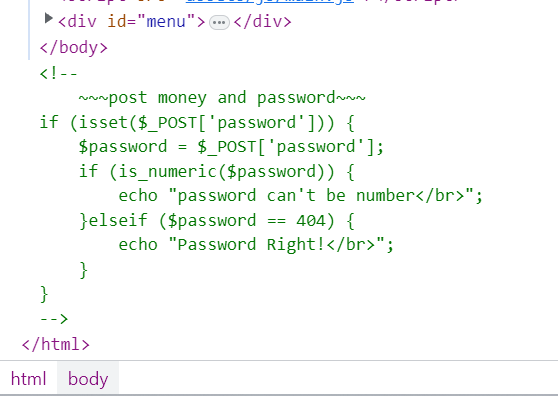 <div id="menu"> </div>
</body>
<!--
~~~post money and password~~~
if (isset($_POST['password'])) {
$password = $_POST['password'];
if (is_numeric($password)) {
echo "password can't be number</br>";
}elseif ($password == 404) {
echo "Password Right!</br>";
}
}
-->
</html>
html body